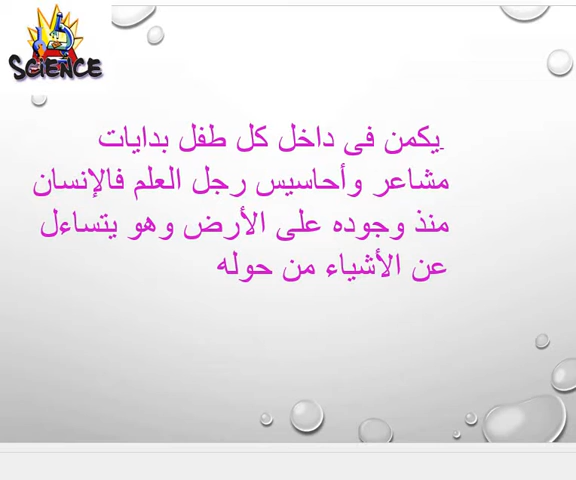 SCIENCE
يكمن فى داخل كل طفل بدايات
مشاعر وأحاسيس رجل العلم فالإنسان
منذ وجوده على الأرض وهو يتساءل
عن الأشياء من حوله